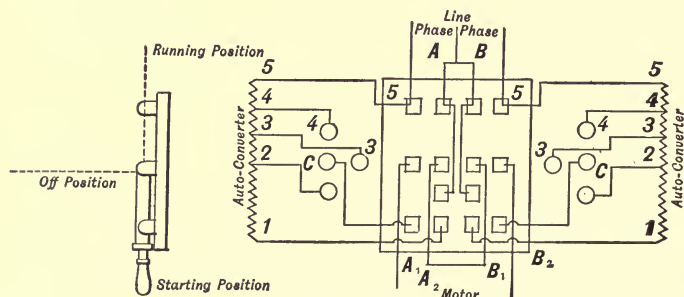 Running Position
Off Position
Starting Position
Line
Phase Phase
A B
Auto-Converter
5
4
3
2
1
4
3
C
5
5
A1
A2
B1
B2
Motor
3
C
4
5
4
3
2
1
Auto-Converter